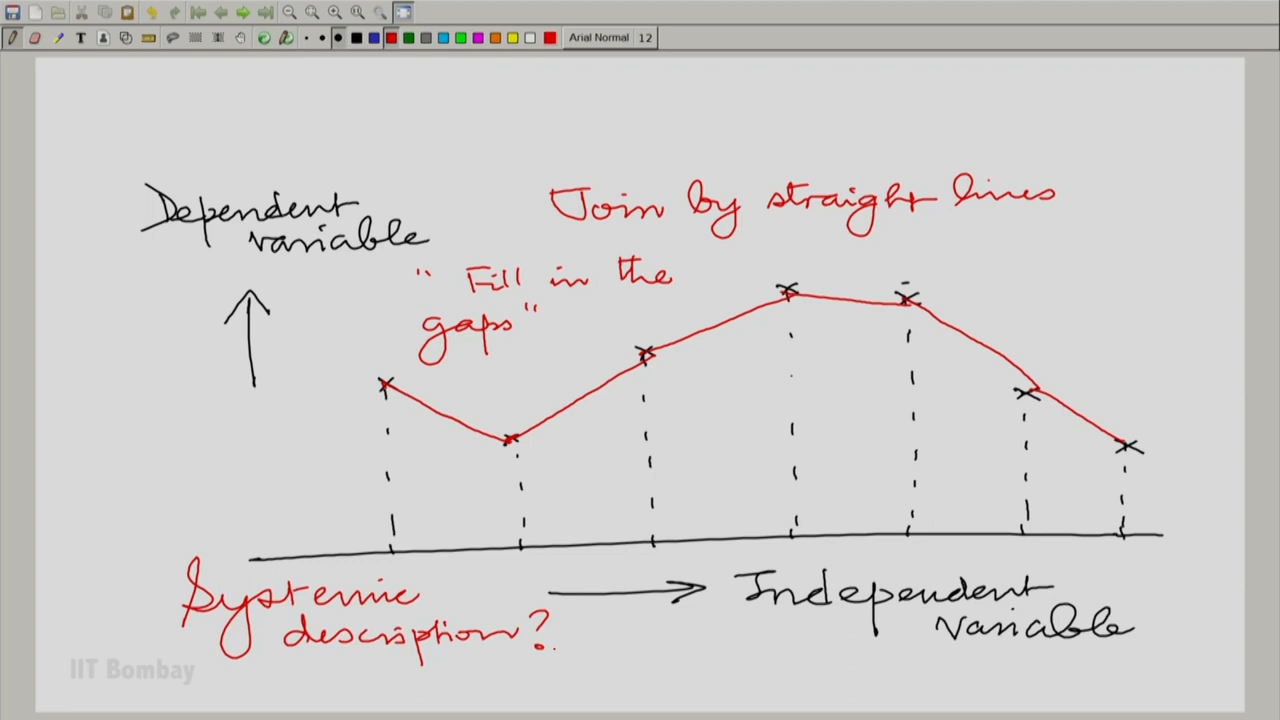 Arial Normal 12
Dependent
variable
Join by straight lines
" Fill in the
gaps"
Systemic
description?
Independent
variable
IIT Bombay